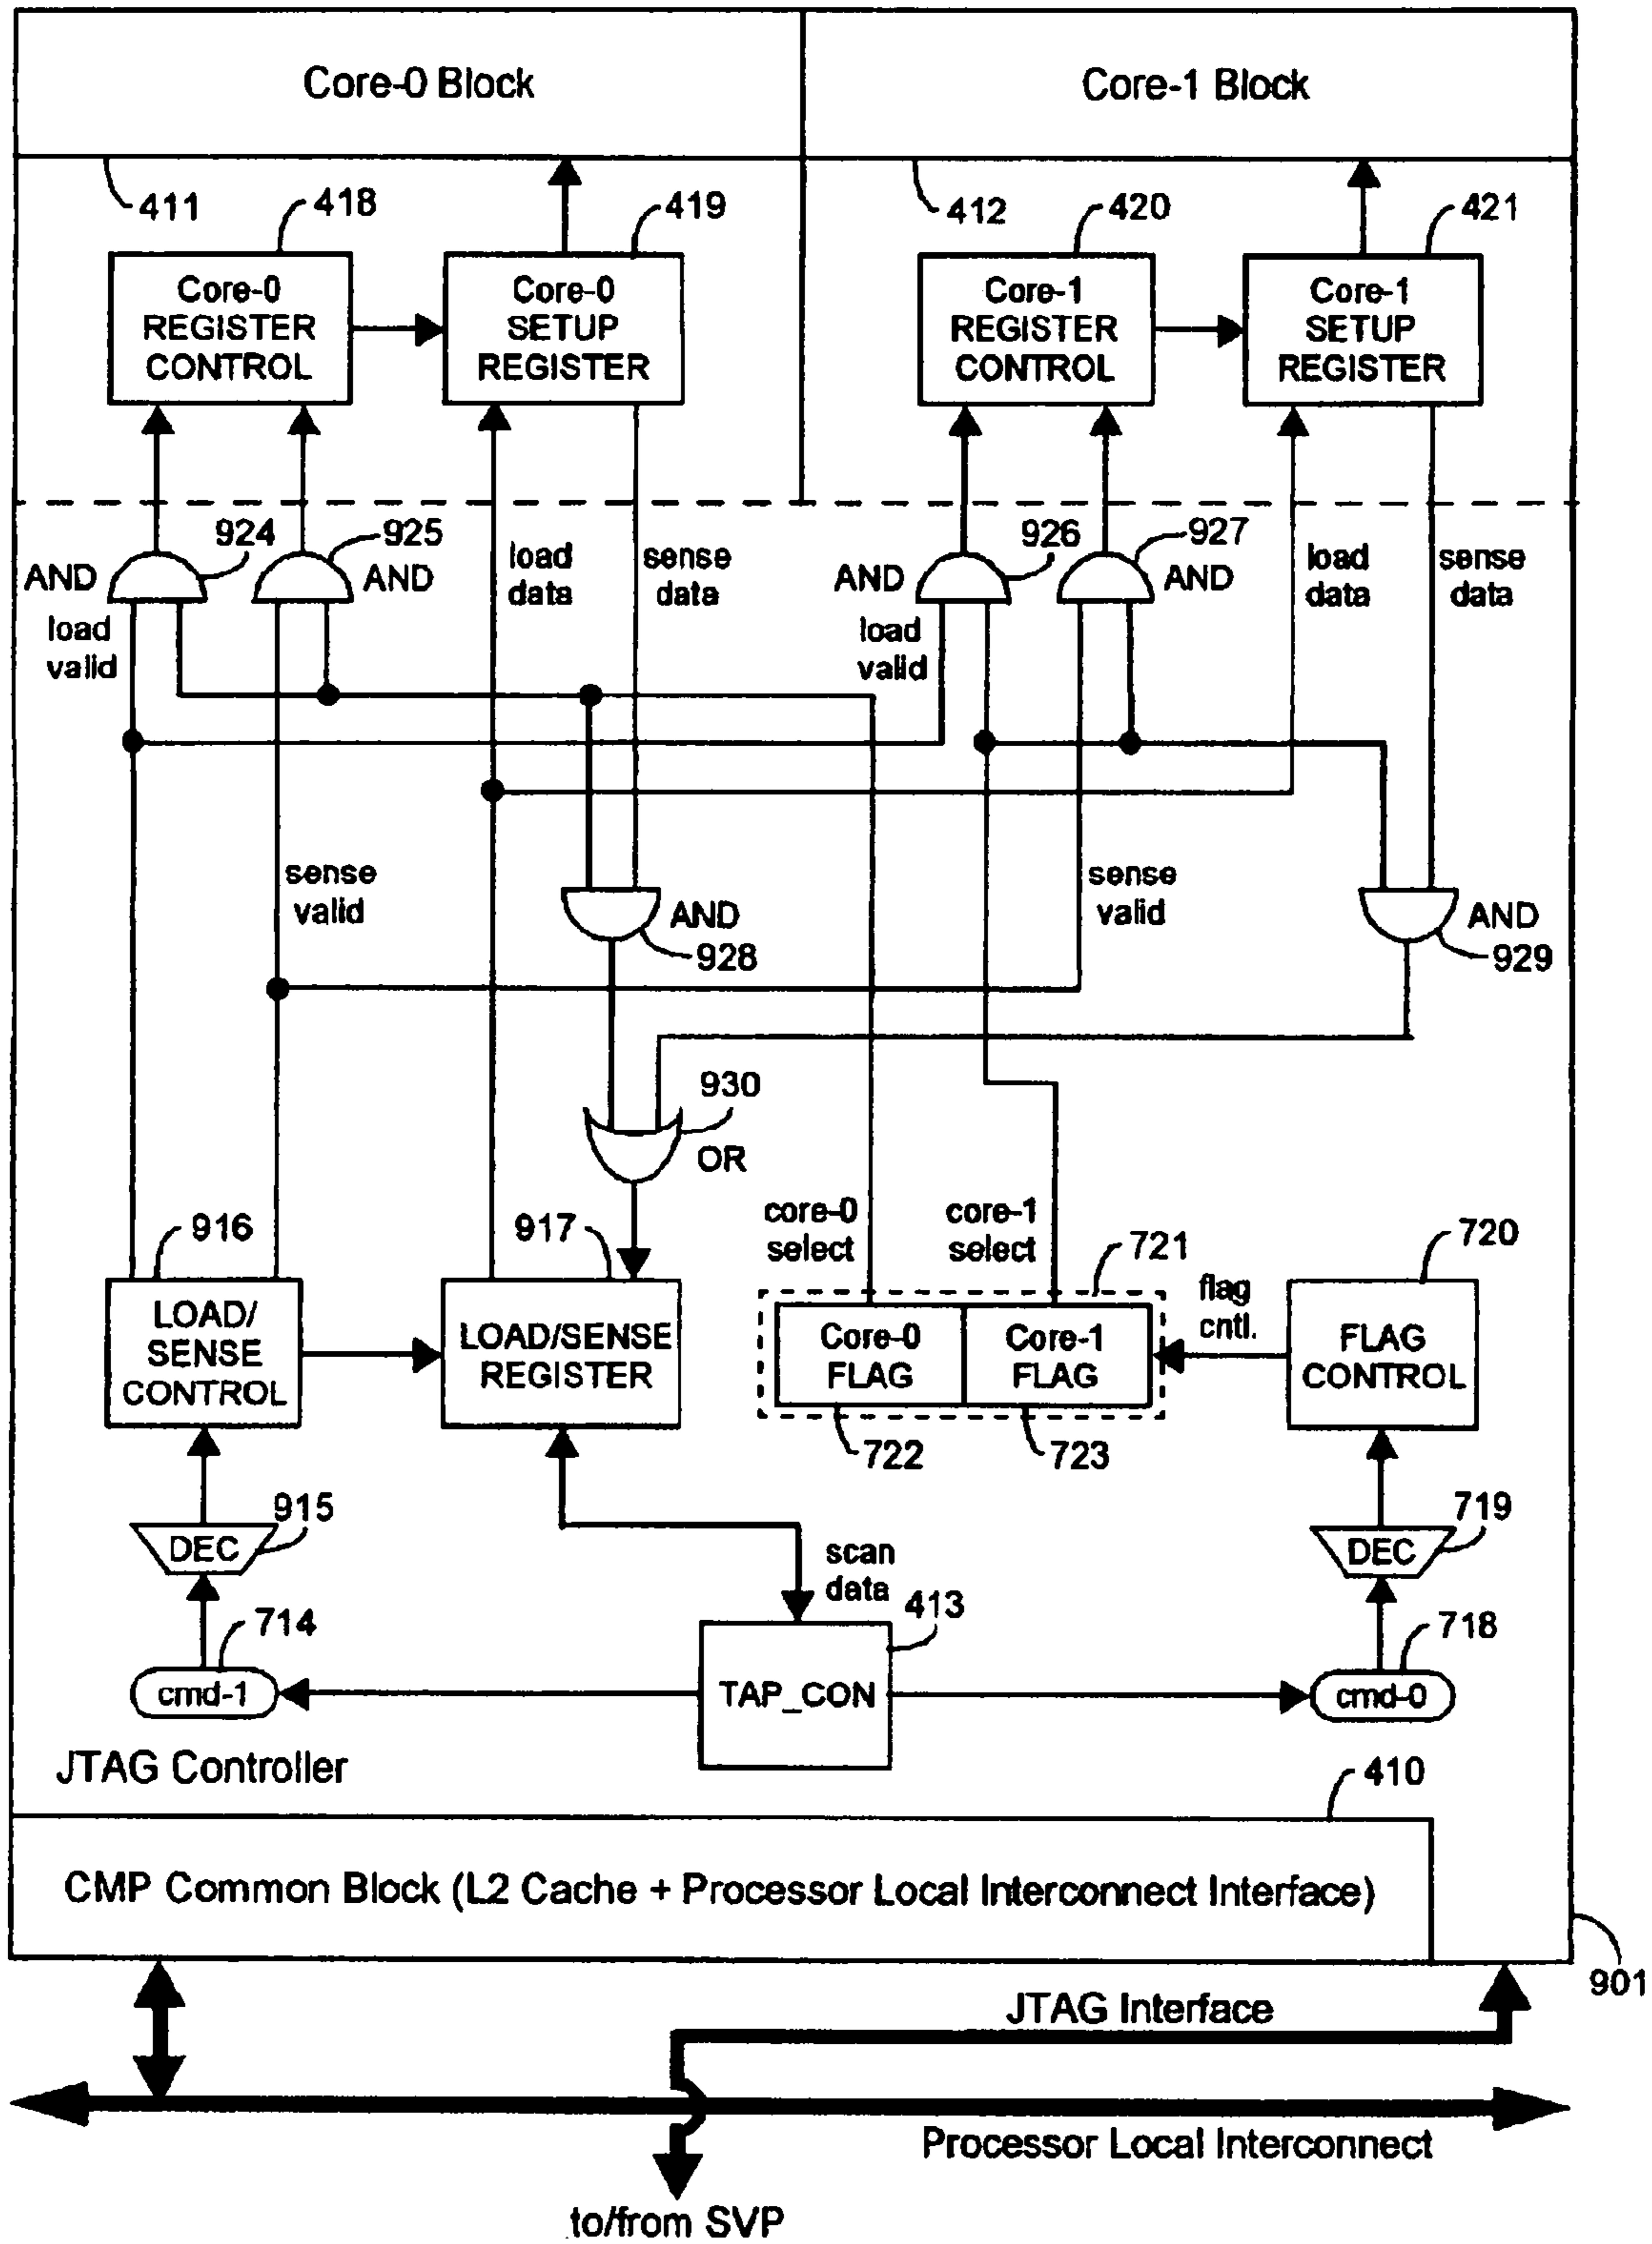 Core-0 Block
Core-1 Block
411
418
419
412
420
421
Core-0
REGISTER
CONTROL
Core-0
SETUP
REGISTER
Core-1
REGISTER
CONTROL
Core-1
SETUP
REGISTER
AND
924
925
AND
load
data
sense
data
AND
926
927
AND
load
data
sense
data
load
valid
load
valid
sense
valid
AND
928
sense
valid
AND
929
930
OR
916
917
core-0
select
core-1
select
721
720
flag
cntl.
LOAD/
SENSE
CONTROL
LOAD/SENSE
REGISTER
Core-0
FLAG
Core-1
FLAG
FLAG
CONTROL
722
723
915
DEC
719
DEC
scan
data
413
714
cmd-1
TAP_CON
718
cmd-0
JTAG Controller
410
CMP Common Block (L2 Cache + Processor Local Interconnect Interface)
901
JTAG Interface
Processor Local Interconnect
to/from SVP